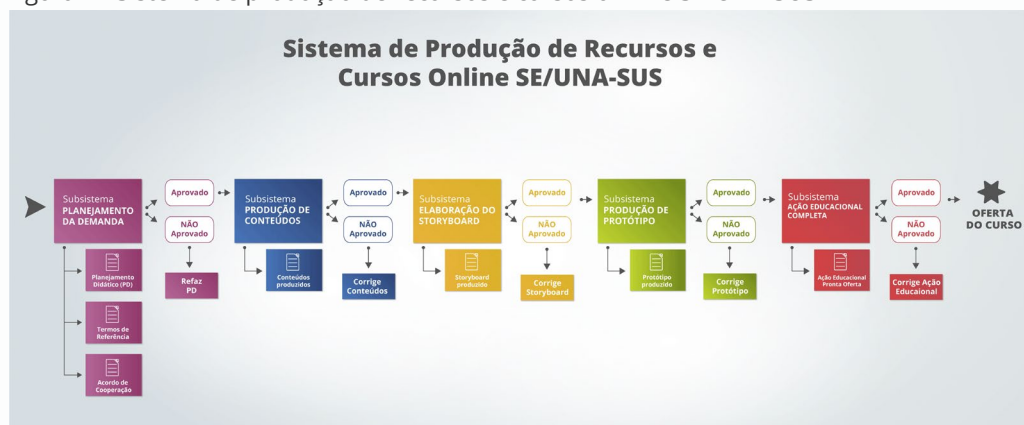 Sistema de Produção de Recursos e
Cursos Online SE/UNA-SUS
Subsistema
PLANEJAMENTO
DA DEMANDA
Aprovado
NÃO
Aprovado
Refaz
PD
Planejamento
Didático (PD)
Termos de
Referência
Acordo de
Cooperação
Subsistema
PRODUÇÃO DE
CONTEÚDOS
Aprovado
NÃO
Aprovado
Conteúdos
produzidos
Corrige
Conteúdos
Subsistema
ELABORAÇÃO DO
STORYBOARD
Aprovado
NÃO
Aprovado
Storyboard
produzido
Corrige
Storyboard
Subsistema
PRODUÇÃO DE
PROTÓTIPO
Aprovado
NÃO
Aprovado
Protótipo
produzido
Corrige
Protótipo
Subsistema
AÇÃO EDUCACIONAL
COMPLETA
Aprovado
NÃO
Aprovado
Ação Educacional
Pronta Oferta
Corrige Ação
Educaional
OFERTA
DO CURSO